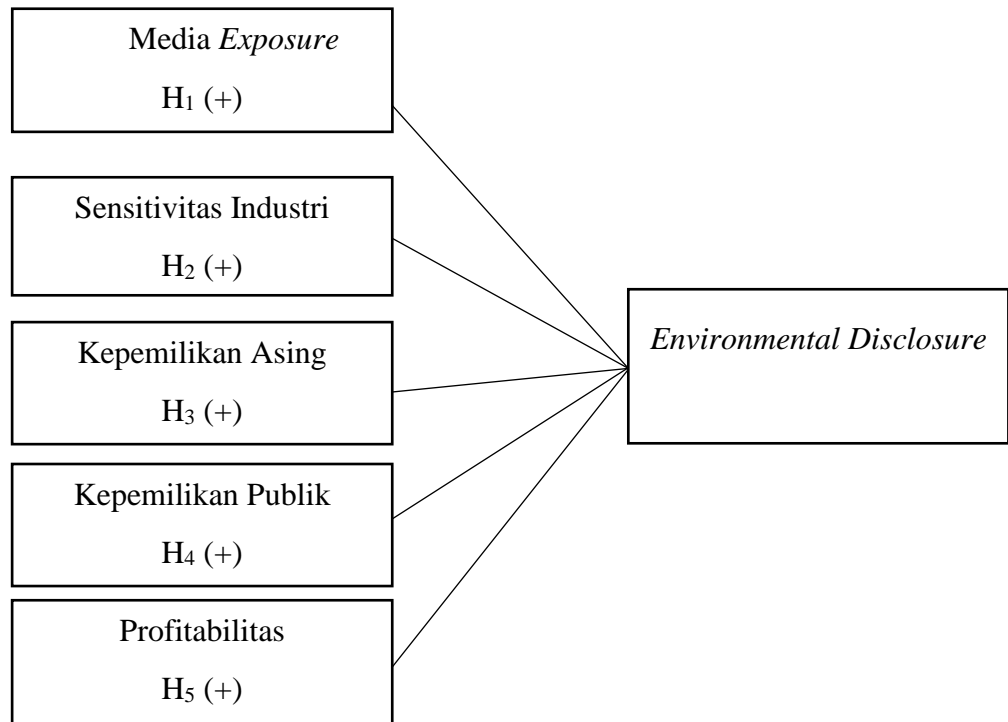 Media Exposure
H₁ (+)
Sensitivitas Industri
H₂ (+)
Kepemilikan Asing
H₃ (+)
Kepemilikan Publik
H₄ (+)
Profitabilitas
H₅ (+)
Environmental Disclosure